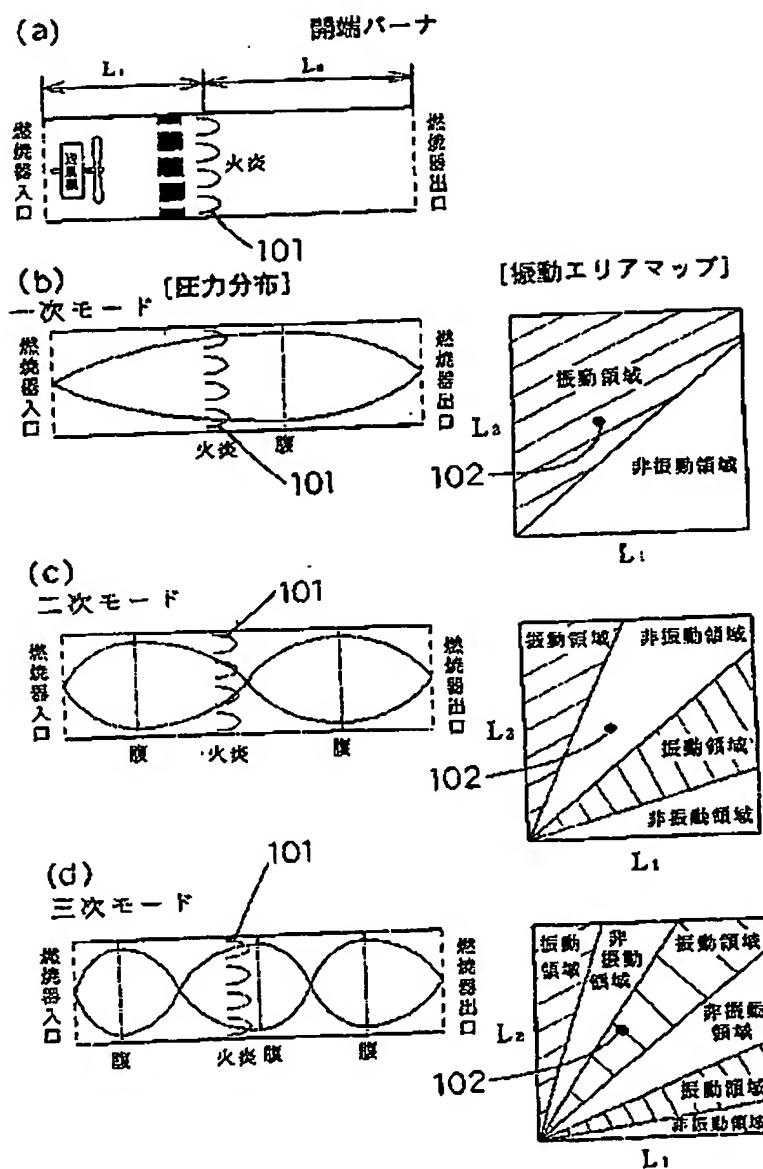 (a)
開端バーナ
L₁
L₂
燃焼器入口
送風機
火炎
燃焼器出口
101
(b)
一次モード
[圧力分布]
[振動エリアマップ]
燃焼器入口
燃焼器出口
火炎
腹
101
振動領域
非振動領域
L₂
102
L₁
(c)
二次モード
101
燃焼器入口
燃焼器出口
腹
火炎
腹
振動領域
非振動領域
振動領域
非振動領域
L₂
102
L₁
(d)
三次モード
101
燃焼器入口
燃焼器出口
腹
火炎
腹
腹
振動領域
非振動領域
振動領域
非振動領域
振動領域
非振動領域
L₂
102
L₁